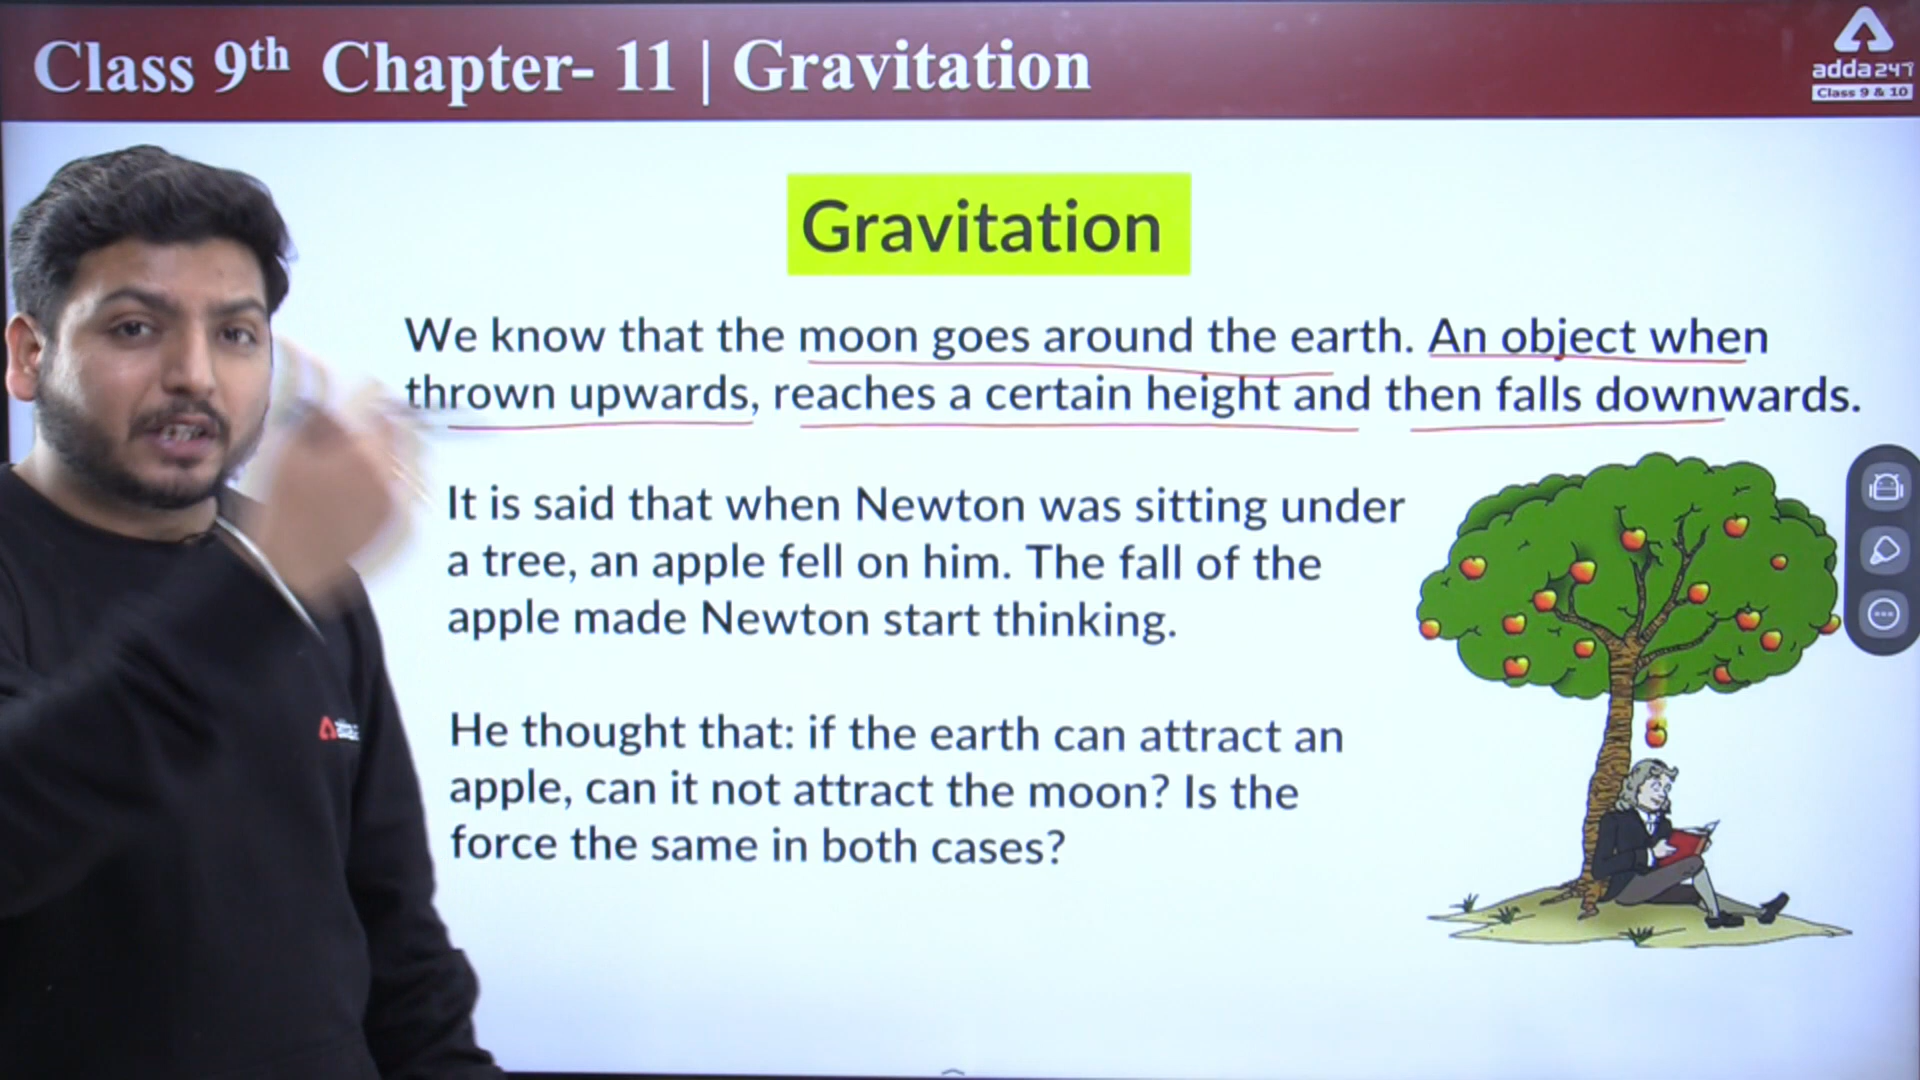 Class 9th Chapter- 11 | Gravitation
adda247
Class 9 & 10
Gravitation
We know that the moon goes around the earth. An object when
thrown upwards, reaches a certain height and then falls downwards.
It is said that when Newton was sitting under
a tree, an apple fell on him. The fall of the
apple made Newton start thinking.
He thought that: if the earth can attract an
apple, can it not attract the moon? Is the
force the same in both cases?